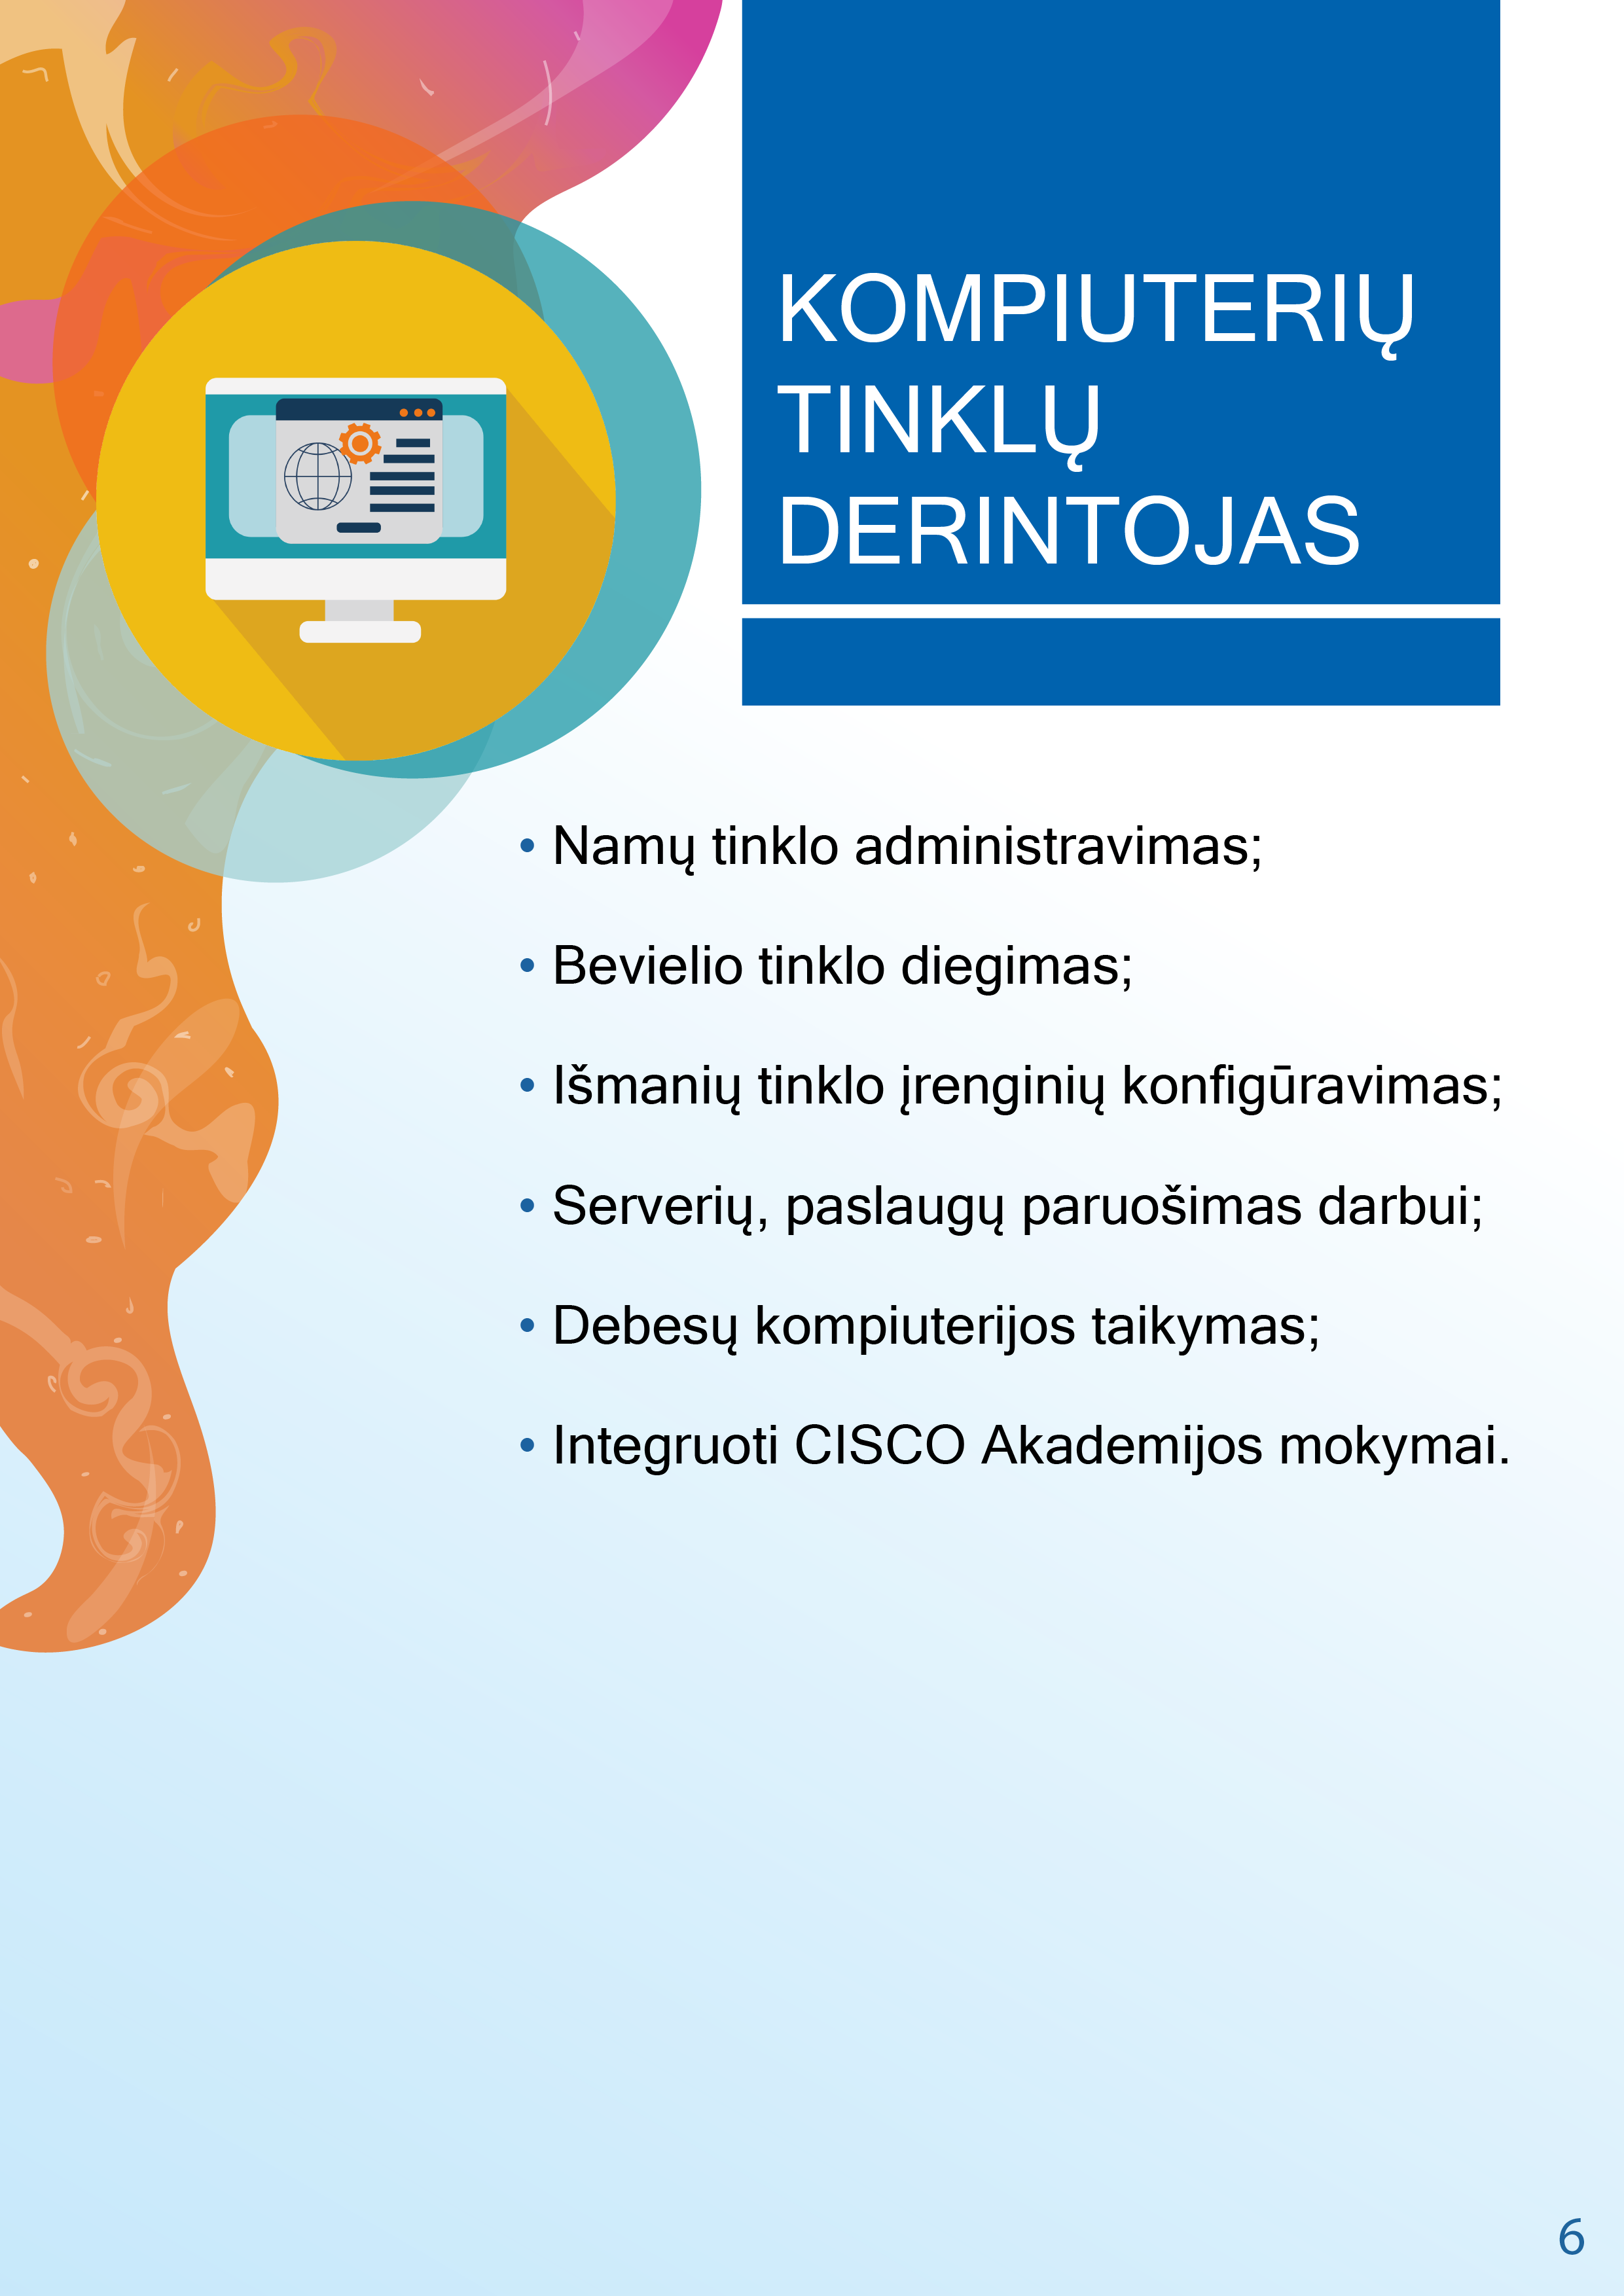 KOMPIUTERIŲ
TINKLŲ
DERINTOJAS
• Namų tinklo administravimas;
• Bevielio tinklo diegimas;
• Išmanių tinklo įrenginių konfigūravimas;
• Serverių, paslaugų paruošimas darbui;
• Debesų kompiuterijos taikymas;
• Integruoti CISCO Akademijos mokymai.
6